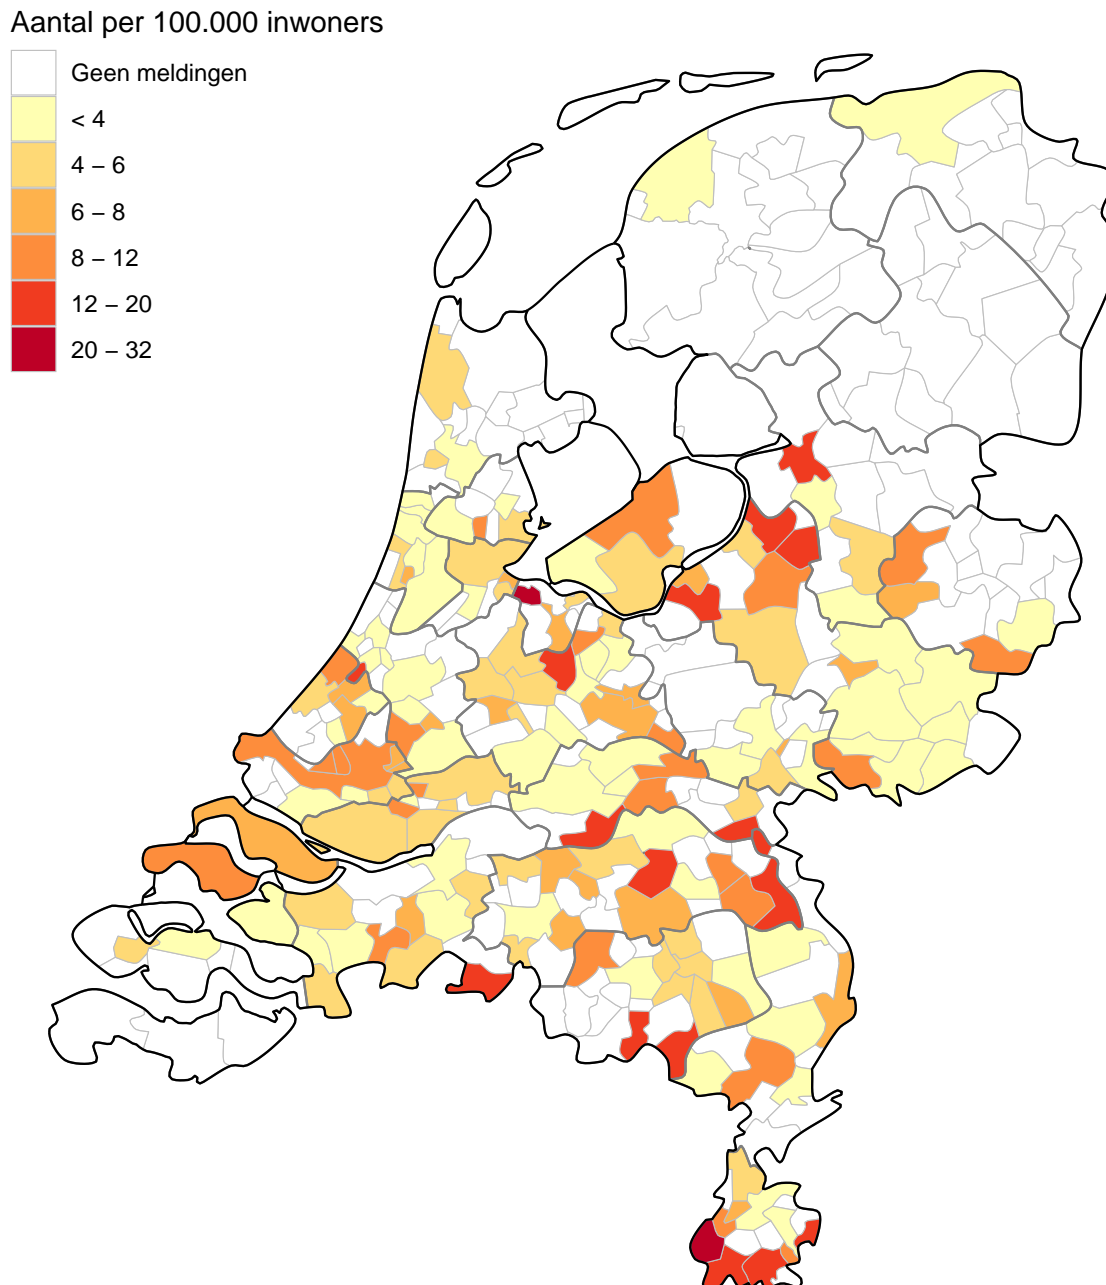 Aantal per 100.000 inwoners
Geen meldingen
< 4
4 – 6
6 – 8
8 – 12
12 – 20
20 – 32